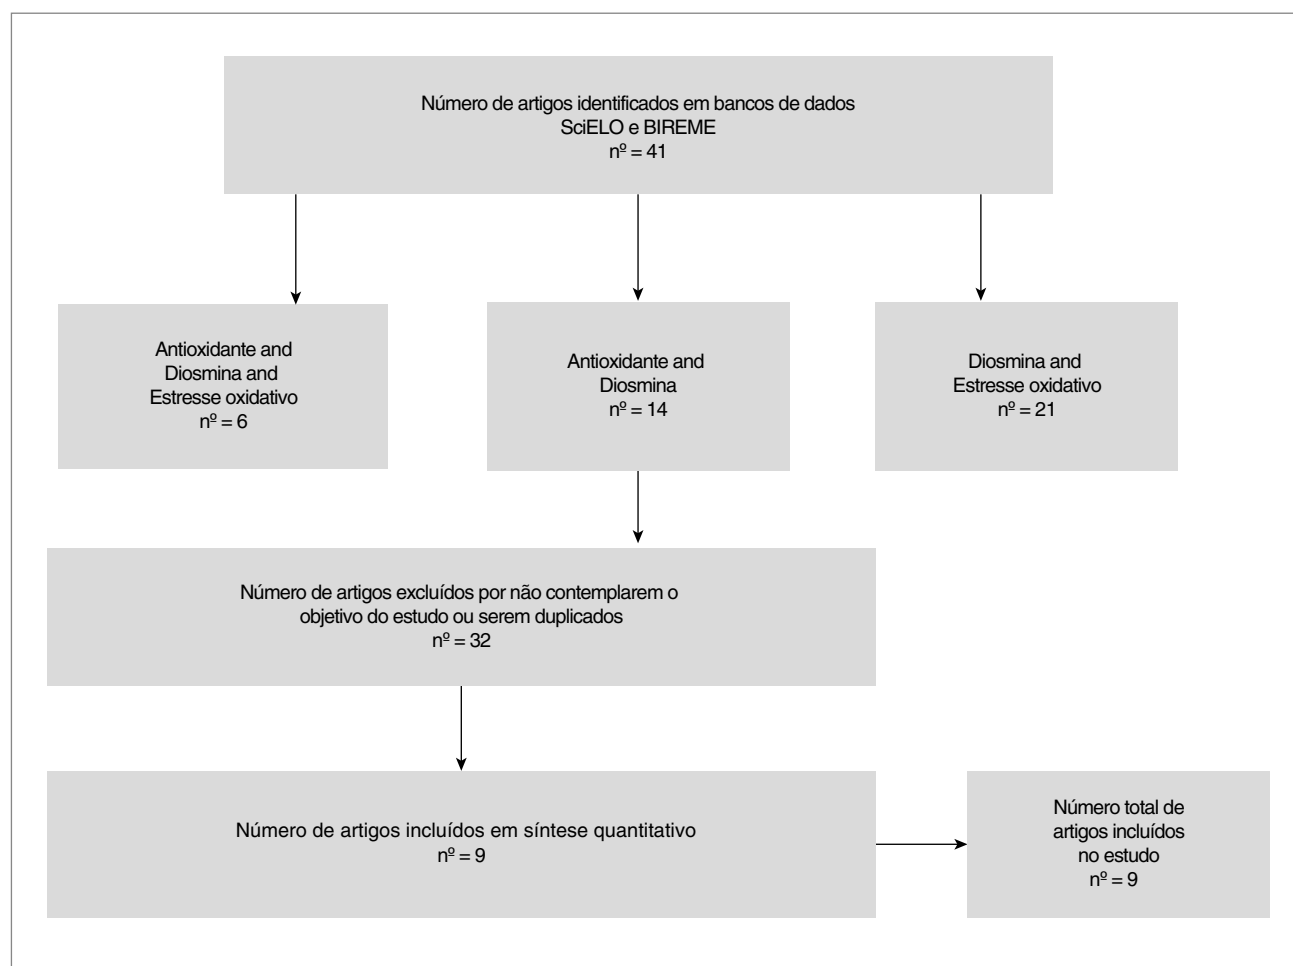 Número de artigos identificados em bancos de dados
SciELO e BIREME
nº = 41
Antioxidante and
Diosmina and
Estresse oxidativo
nº = 6
Antioxidante and
Diosmina
nº = 14
Diosmina and
Estresse oxidativo
nº = 21
Número de artigos excluídos por não contemplarem o
objetivo do estudo ou serem duplicados
nº = 32
Número de artigos incluídos em síntese quantitativo
nº = 9
Número total de
artigos incluídos
no estudo
nº = 9